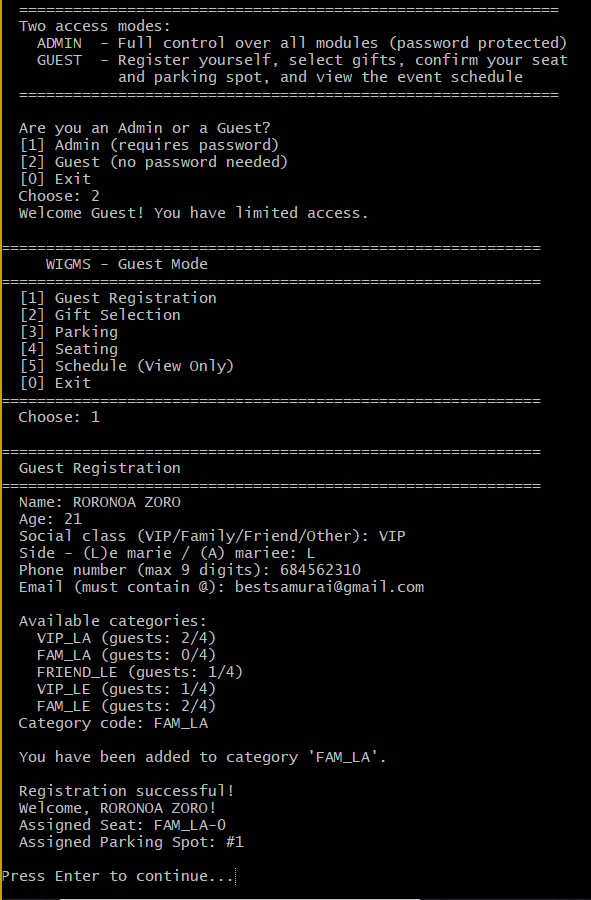 ============================================================
Two access modes:
ADMIN  - Full control over all modules (password protected)
GUEST  - Register yourself, select gifts, confirm your seat
and parking spot, and view the event schedule
============================================================
Are you an Admin or a Guest?
[1] Admin (requires password)
[2] Guest (no password needed)
[0] Exit
Choose: 2
Welcome Guest! You have limited access.
============================================================
WIGMS - Guest Mode
============================================================
[1] Guest Registration
[2] Gift Selection
[3] Parking
[4] Seating
[5] Schedule (View Only)
[0] Exit
============================================================
Choose: 1
============================================================
Guest Registration
============================================================
Name: RORONOA ZORO
Age: 21
Social class (VIP/Family/Friend/Other): VIP
Side - (L)e marie / (A) mariee: L
Phone number (max 9 digits): 684562310
Email (must contain @): bestsamurai@gmail.com
Available categories:
VIP_LA (guests: 2/4)
FAM_LA (guests: 0/4)
FRIEND_LE (guests: 1/4)
VIP_LE (guests: 1/4)
FAM_LE (guests: 2/4)
Category code: FAM_LA
You have been added to category 'FAM_LA'.
Registration successful!
Welcome, RORONOA ZORO!
Assigned Seat: FAM_LA-0
Assigned Parking Spot: #1
Press Enter to continue...